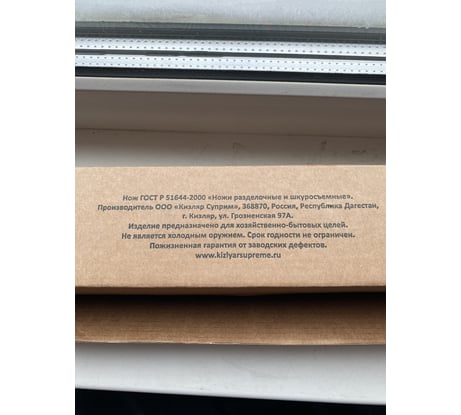 Нож ГОСТ Р 51644-2000 «Ножи разделочные и шкуросъемные».
Производитель ООО «Кизляр Суприм», 368870, Россия, Республика Дагестан,
г. Кизляр, ул. Грозненская 97А.
Изделие предназначено для хозяйственно-бытовых целей.
Не является холодным оружием. Срок годности не ограничен.
Пожизненная гарантия от заводских дефектов.
www.kizlyarsupreme.ru